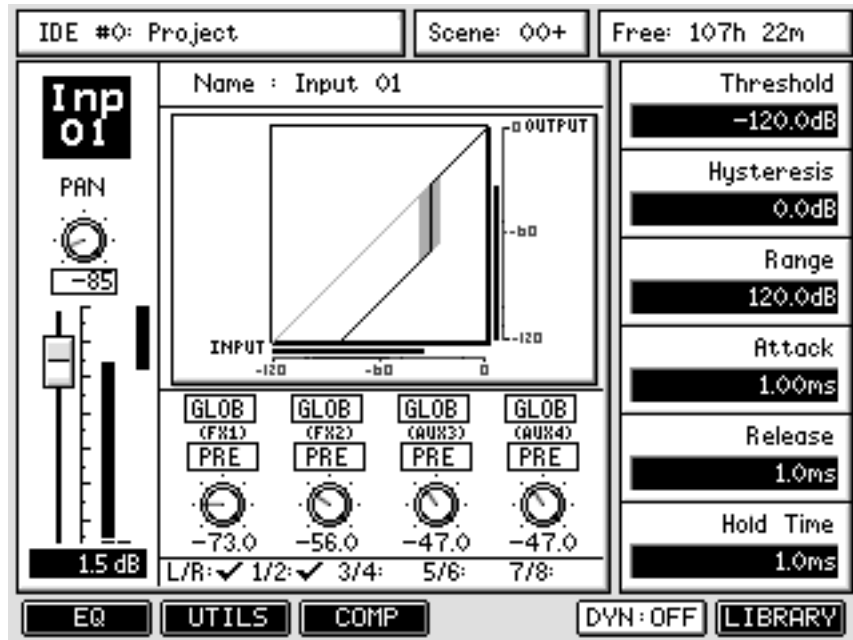 IDE #0: Project
Scene: 00+
Free: 107h 22m
Inp
01
Name : Input 01
PAN
-85
1.5 dB
OUTPUT
0
-60
-120
INPUT
-120
-60
0
GLOB GLOB GLOB GLOB
(FX1) (FX2) (AUX3) (AUX4)
PRE PRE PRE PRE
-73.0 -56.0 -47.0 -47.0
L/R:✓ 1/2:✓ 3/4: 5/6: 7/8:
Threshold
-120.0dB
Hysteresis
0.0dB
Range
120.0dB
Attack
1.00ms
Release
1.0ms
Hold Time
1.0ms
EQ UTILS COMP DYN:OFF LIBRARY